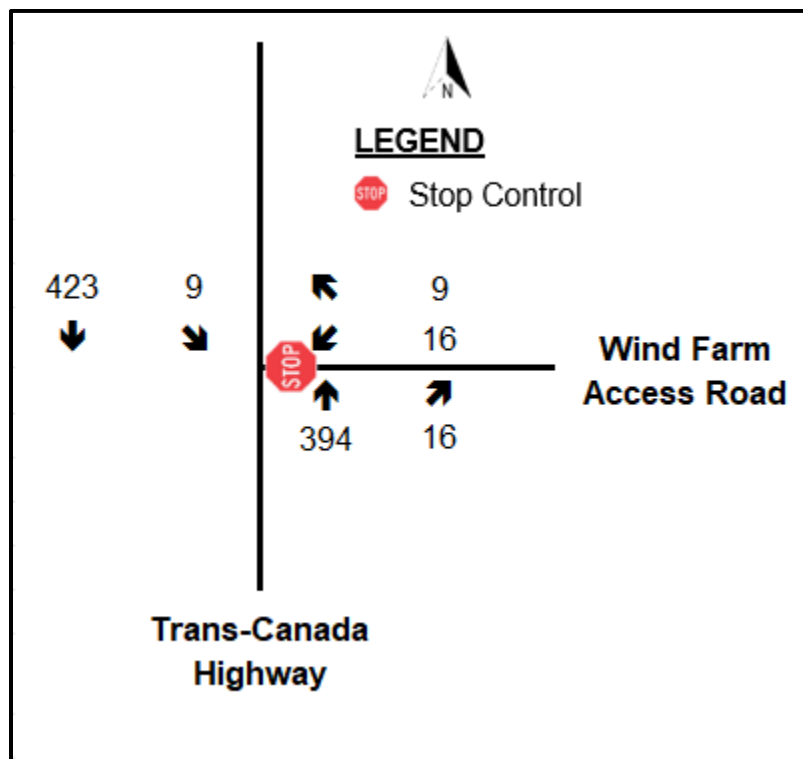 N
LEGEND
STOP Stop Control
423 9 9
16
STOP
Wind Farm
Access Road
394 16
Trans-Canada
Highway